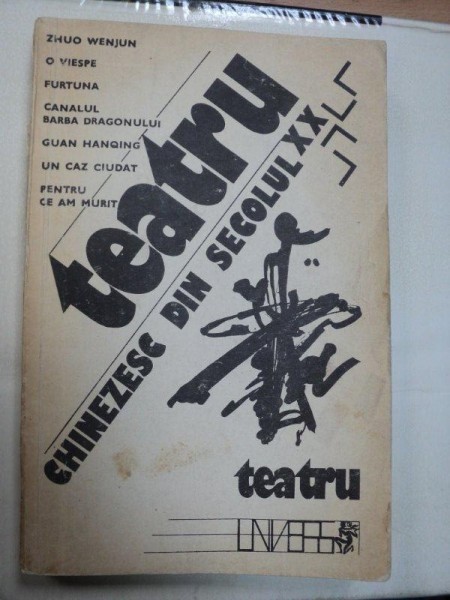 ZHUO WENJUN
O VIESPE
FURTUNA
CANALUL
BARBA DRAGONULUI
GUAN HANQING
UN CAZ CIUDAT
PENTRU
CE AM MURIT
teatru
CHINEZESC DIN SECOLUL XX
teatru
UNIVERS